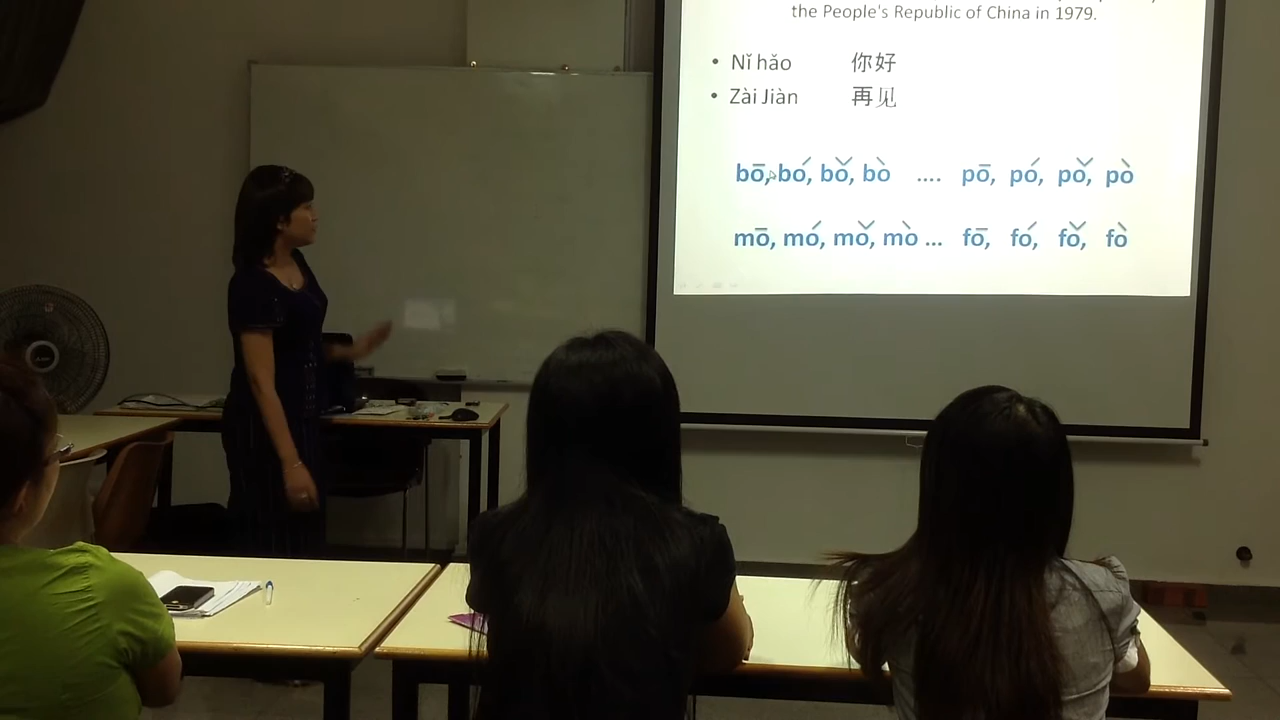 the People's Republic of China in 1979.
• Nǐ hǎo 你好
• Zài Jiàn 再见
bō, bó, bǒ, bò .... pō, pó, pǒ, pò
mō, mó, mǒ, mò ... fō, fó, fǒ, fò